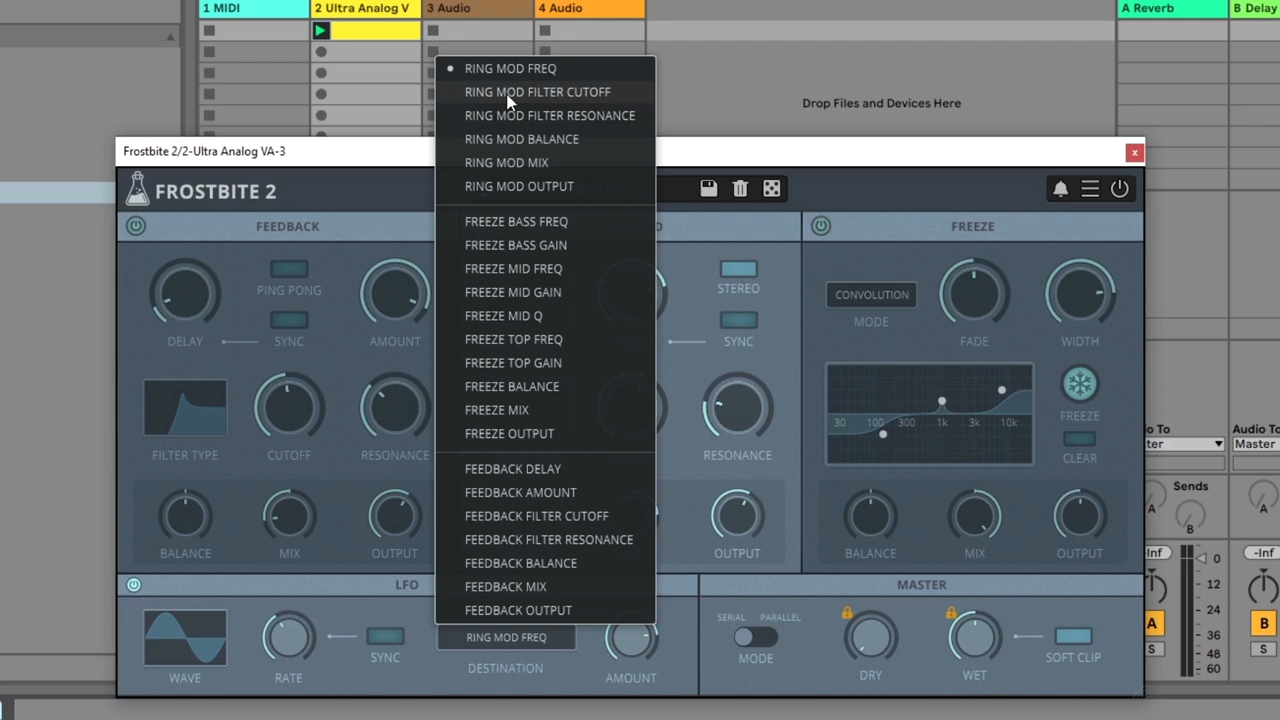 1 MIDI
2 Ultra Analog V
3 Audio
4 Audio
A Reverb
B Delay
Drop Files and Devices Here
Frostbite 2/2-Ultra Analog VA-3
x
FROSTBITE 2
RING MOD FREQ
RING MOD FILTER CUTOFF
RING MOD FILTER RESONANCE
RING MOD BALANCE
RING MOD MIX
RING MOD OUTPUT
FREEZE BASS FREQ
FREEZE BASS GAIN
FREEZE MID FREQ
FREEZE MID GAIN
FREEZE MID Q
FREEZE TOP FREQ
FREEZE TOP GAIN
FREEZE BALANCE
FREEZE MIX
FREEZE OUTPUT
FEEDBACK DELAY
FEEDBACK AMOUNT
FEEDBACK FILTER CUTOFF
FEEDBACK FILTER RESONANCE
FEEDBACK BALANCE
FEEDBACK MIX
FEEDBACK OUTPUT
FEEDBACK
PING PONG
DELAY
SYNC
AMOUNT
FILTER TYPE
CUTOFF
RESONANCE
BALANCE
MIX
OUTPUT
STEREO
SYNC
RESONANCE
OUTPUT
FREEZE
CONVOLUTION
MODE
FADE
WIDTH
30 100 300 1k 3k 10k
FREEZE
CLEAR
BALANCE
MIX
OUTPUT
LFO
WAVE
RATE
SYNC
RING MOD FREQ
DESTINATION
AMOUNT
MASTER
SERIAL
PARALLEL
MODE
DRY
WET
SOFT CLIP
Audio To
Master
Sends
A
B
A
-Inf
-Inf
0
12
24
36
48
60
A
B
S
S